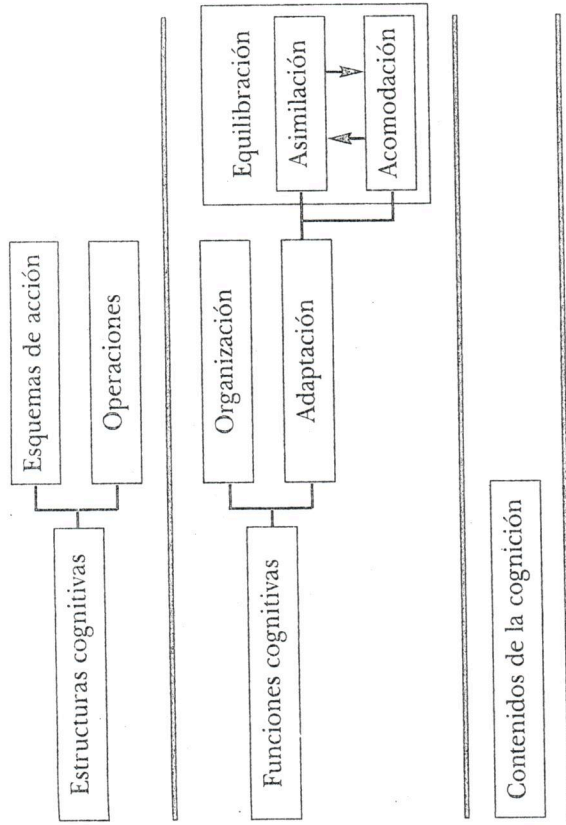 Estructuras cognitivas
Esquemas de acción
Operaciones
Funciones cognitivas
Organización
Adaptación
Equilibración
Asimilación
Acomodación
Contenidos de la cognición